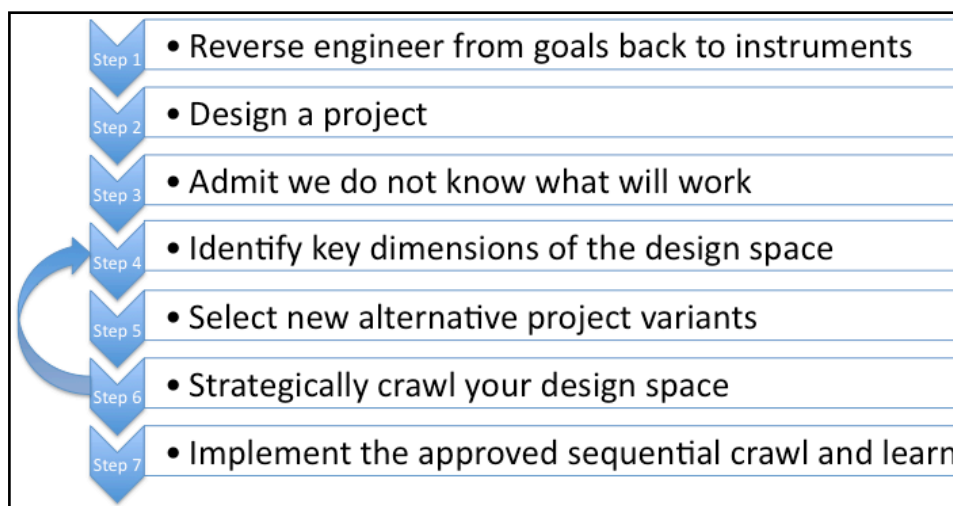 Step 1 • Reverse engineer from goals back to instruments
Step 2 • Design a project
Step 3 • Admit we do not know what will work
Step 4 • Identify key dimensions of the design space
Step 5 • Select new alternative project variants
Step 6 • Strategically crawl your design space
Step 7 • Implement the approved sequential crawl and learn